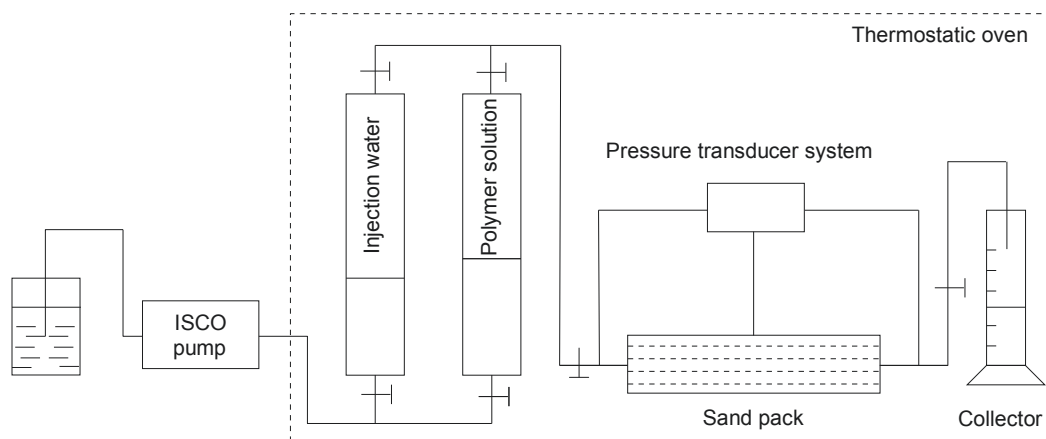 Thermostatic oven
Injection water
Polymer solution
Pressure transducer system
ISCO
pump
Sand pack
Collector